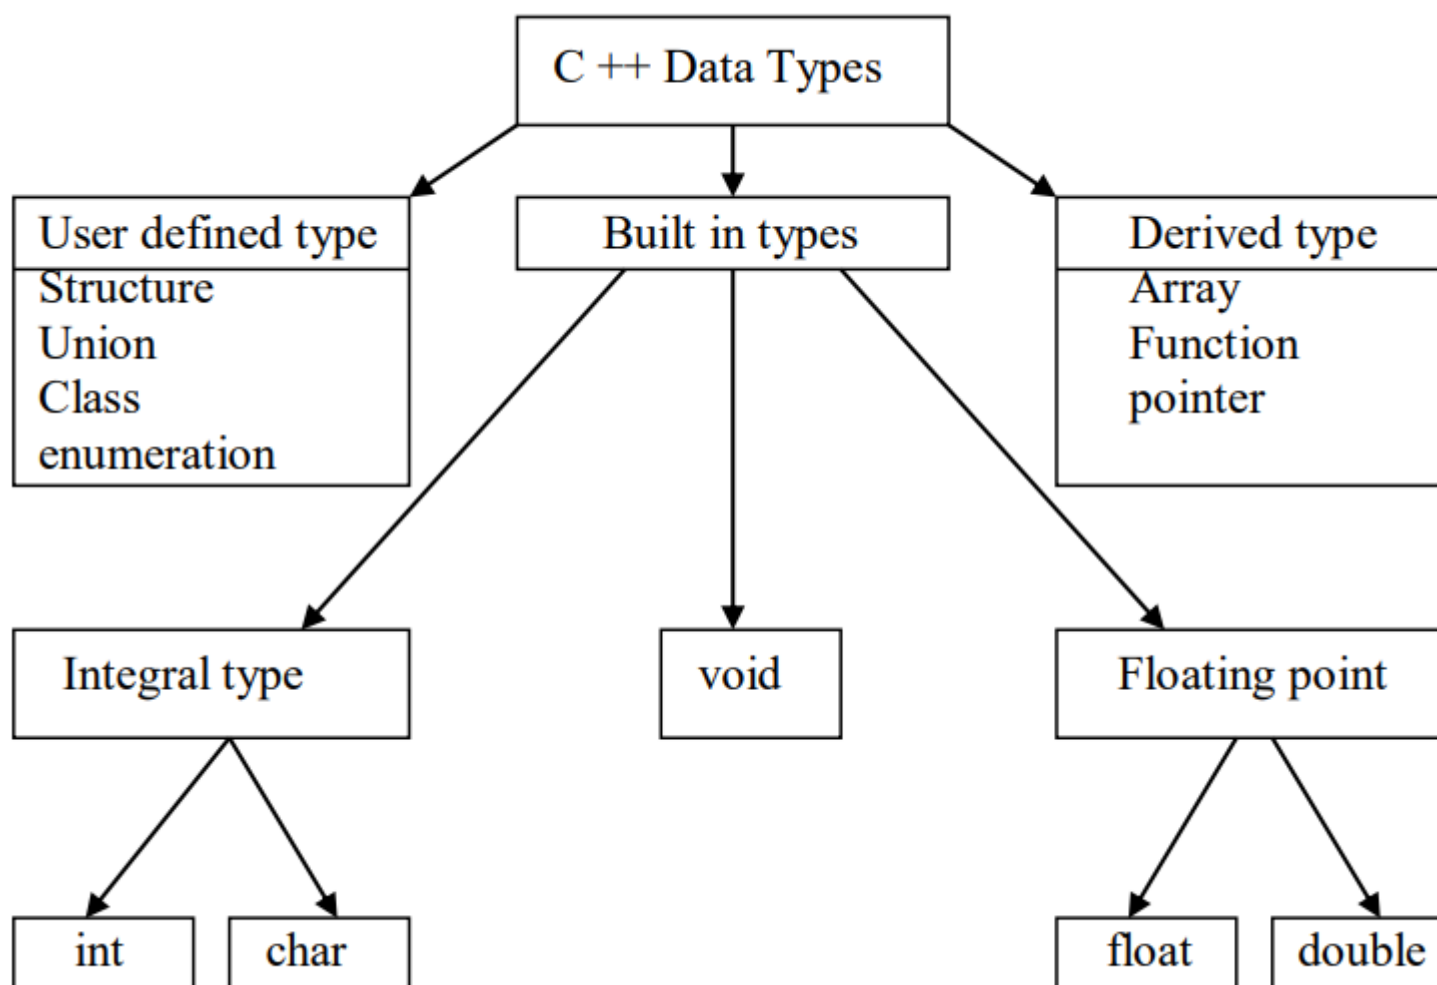 C ++ Data Types
User defined type
Structure
Union
Class
enumeration
Built in types
Derived type
Array
Function
pointer
Integral type
void
Floating point
int
char
float
double